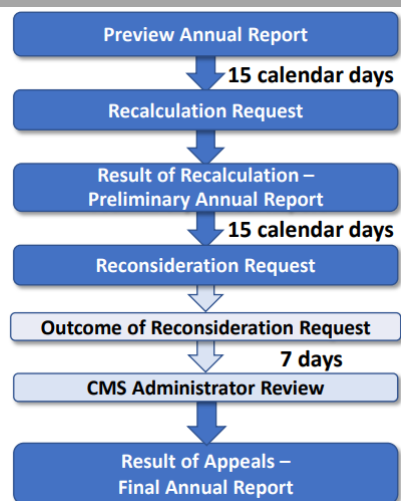 Preview Annual Report
15 calendar days
Recalculation Request
Result of Recalculation –
Preliminary Annual Report
15 calendar days
Reconsideration Request
Outcome of Reconsideration Request
7 days
CMS Administrator Review
Result of Appeals –
Final Annual Report